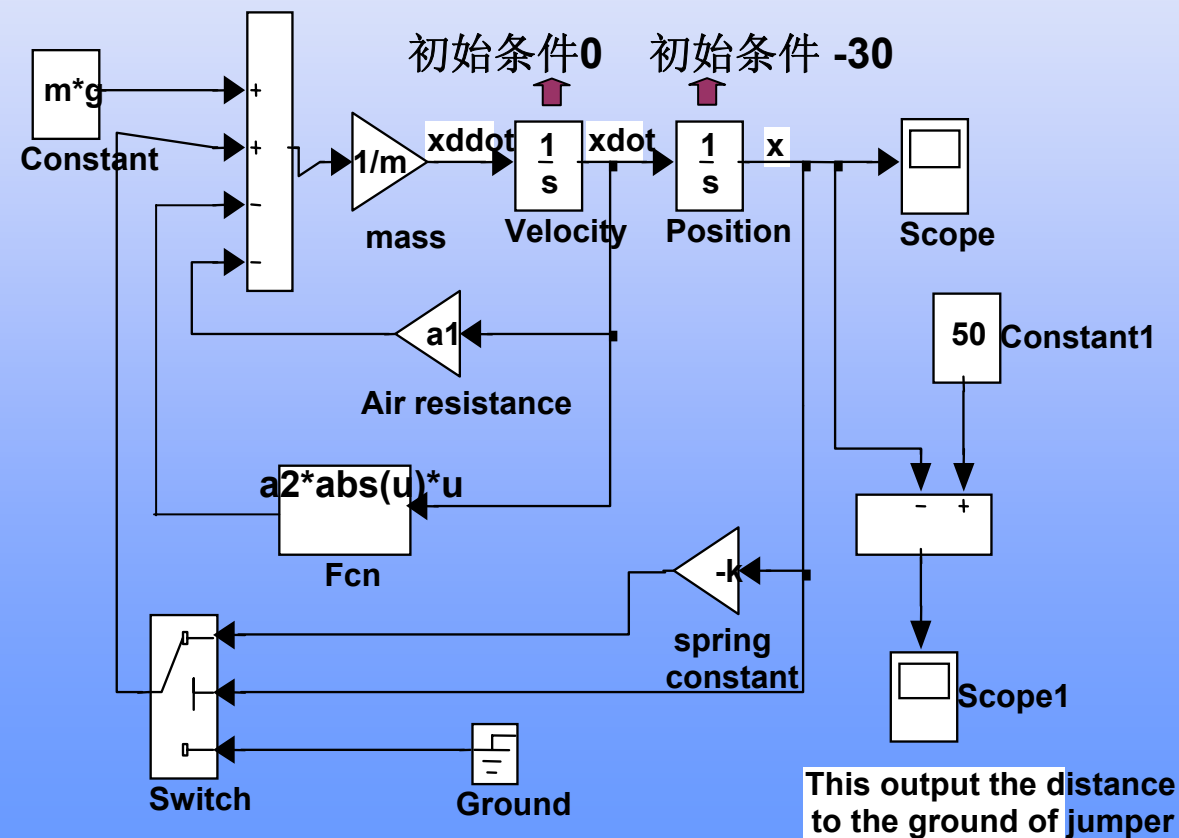 初始条件0
初始条件 -30
m*g
Constant
+
+
-
-
1/m
mass
xddot
1
s
Velocity
xdot
1
s
Position
x
Scope
a1
Air resistance
50
Constant1
a2*abs(u)*u
Fcn
- +
-k
spring
constant
Scope1
Switch
Ground
This output the distance
to the ground of jumper